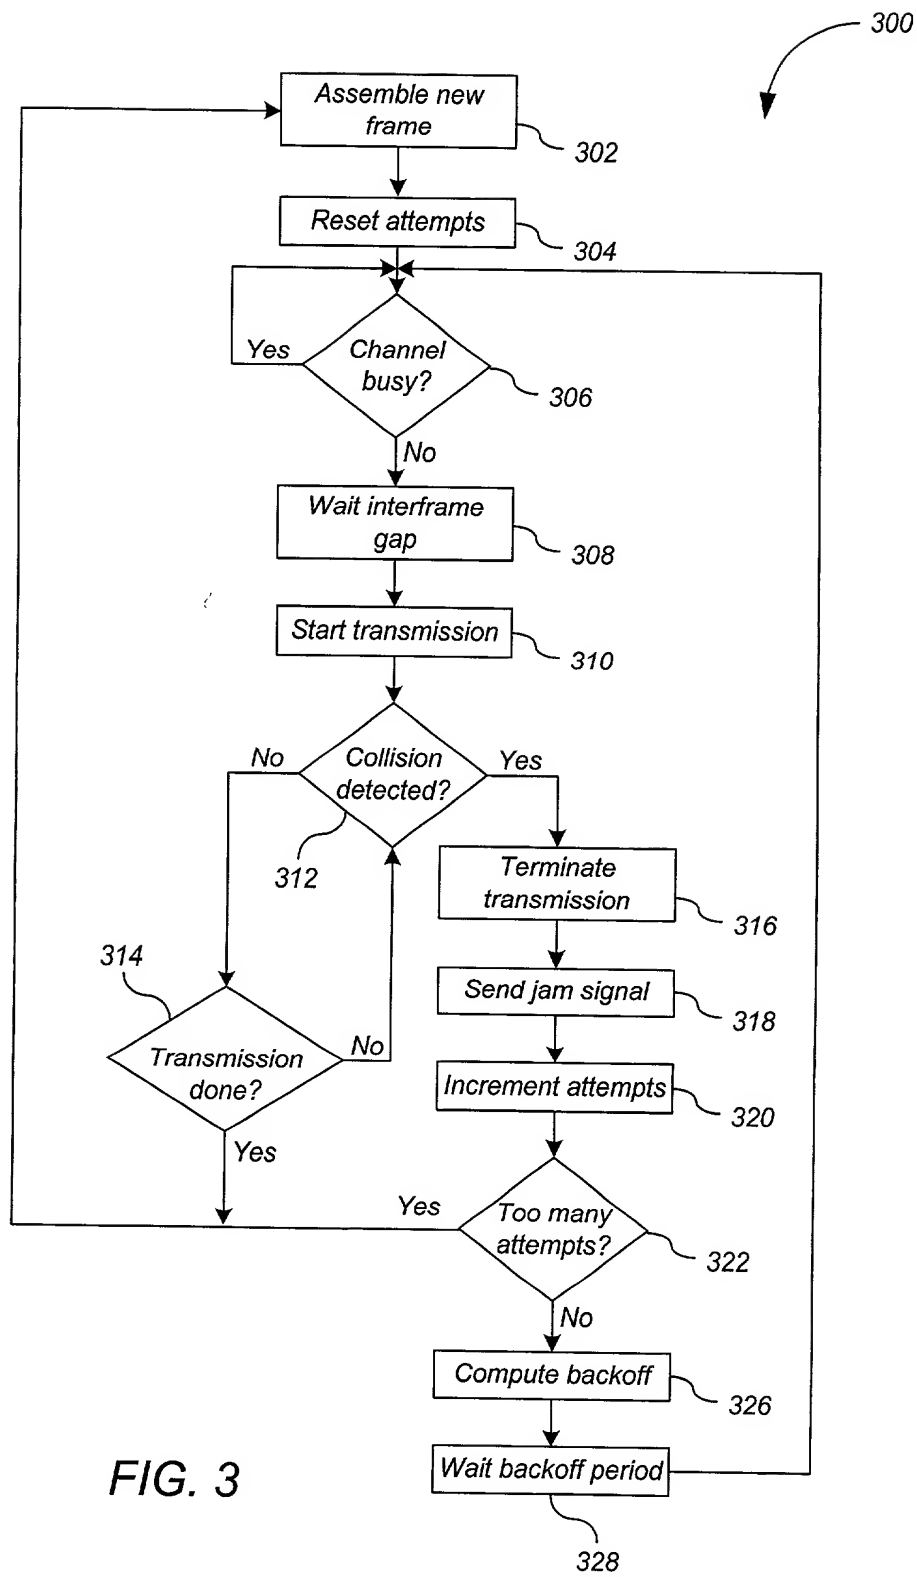 300
Assemble new
frame
302
Reset attempts
304
Yes
Channel
busy?
306
No
Wait interframe
gap
308
Start transmission
310
No
Collision
detected?
Yes
312
Terminate
transmission
316
314
Send jam signal
318
Transmission
done?
No
Increment attempts
320
Yes
Yes
Too many
attempts?
322
No
Compute backoff
326
Wait backoff period
328
FIG. 3